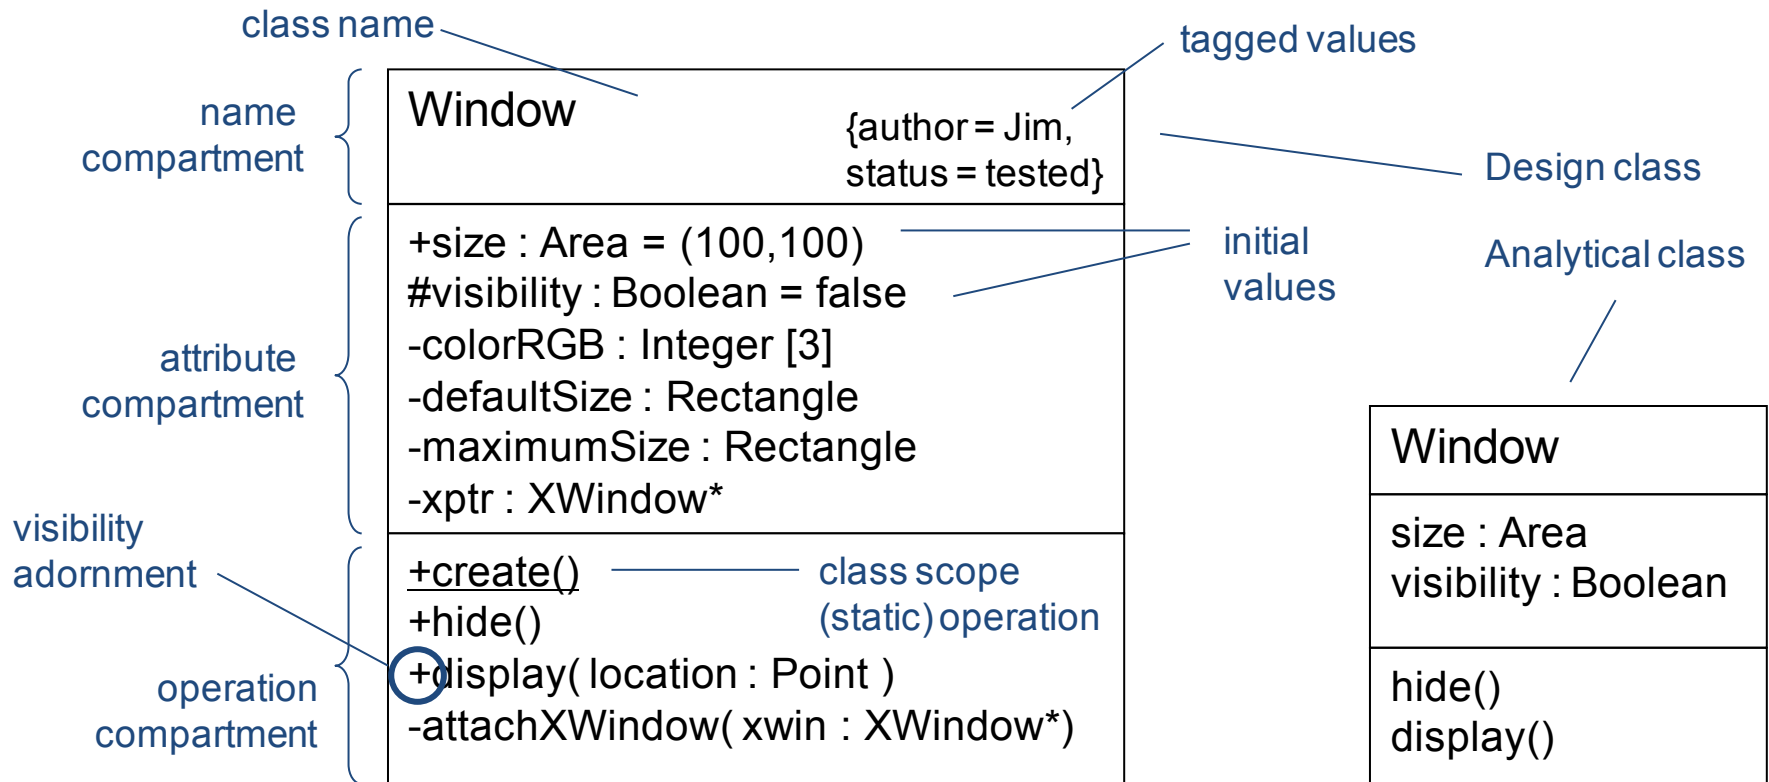 class name
tagged values
name
compartment
Window
{author = Jim,
status = tested}
Design class
Analytical class
attribute
compartment
+size : Area = (100,100)
#visibility : Boolean = false
-colorRGB : Integer [3]
-defaultSize : Rectangle
-maximumSize : Rectangle
-xptr : XWindow*
initial
values
visibility
adornment
operation
compartment
+create()
+hide()
+display( location : Point )
-attachXWindow( xwin : XWindow*)
class scope
(static) operation
Window
size : Area
visibility : Boolean
hide()
display()